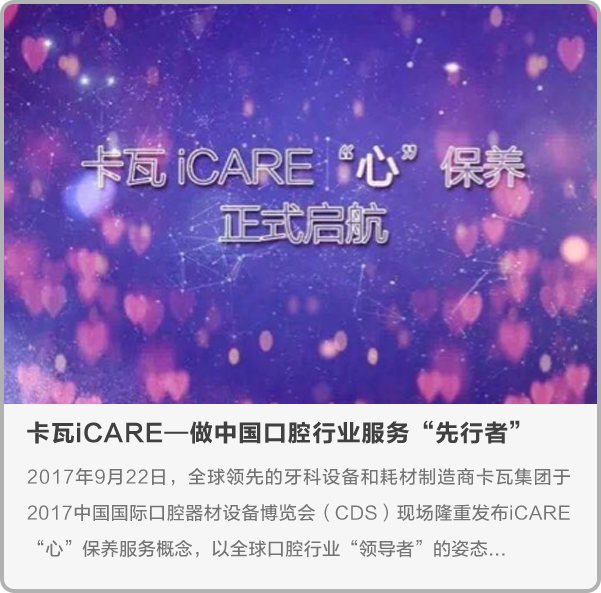 卡瓦 iCARE “心” 保养
正式启航
卡瓦iCARE—做中国口腔行业服务“先行者”
2017年9月22日，全球领先的牙科设备和耗材制造商卡瓦集团于
2017中国国际口腔器材设备博览会（CDS）现场隆重发布iCARE
“心”保养服务概念，以全球口腔行业“领导者”的姿态...